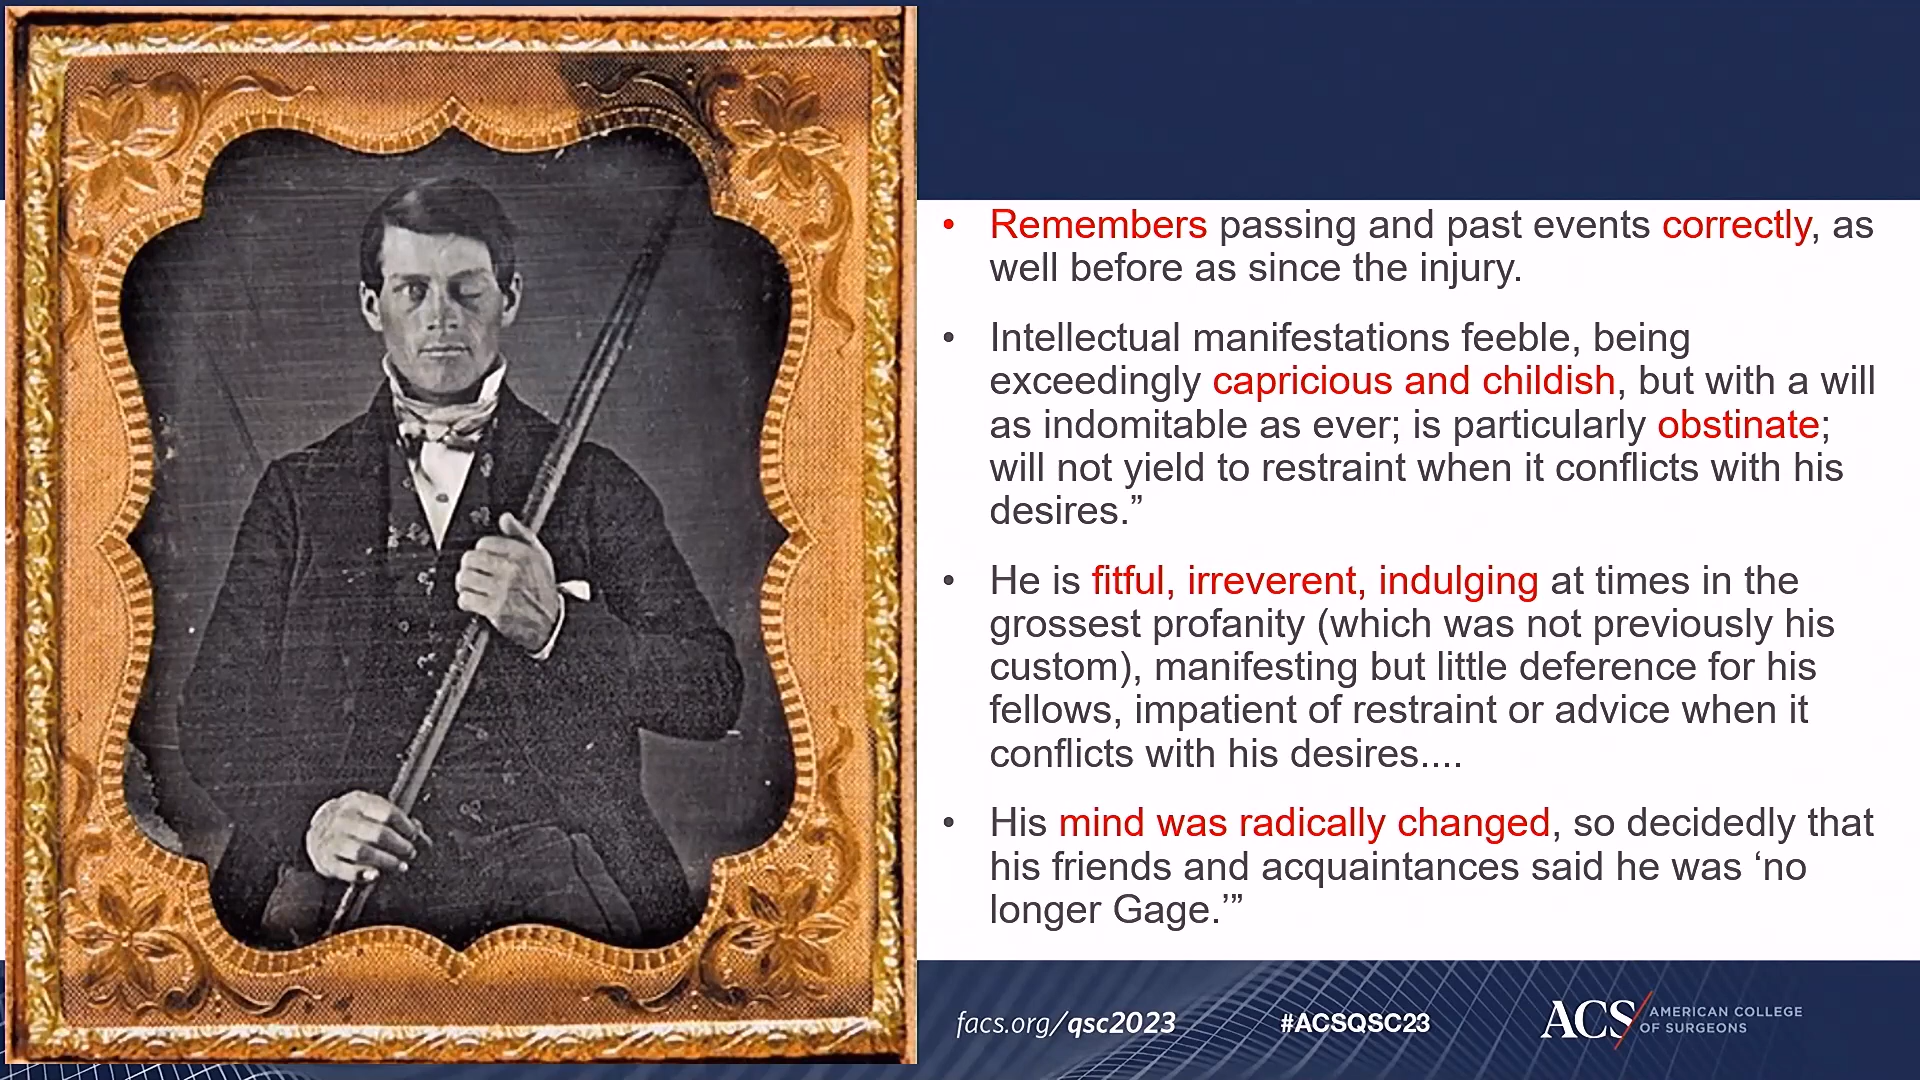 • Remembers passing and past events correctly, as
well before as since the injury.
• Intellectual manifestations feeble, being
exceedingly capricious and childish, but with a will
as indomitable as ever; is particularly obstinate;
will not yield to restraint when it conflicts with his
desires.”
• He is fitful, irreverent, indulging at times in the
grossest profanity (which was not previously his
custom), manifesting but little deference for his
fellows, impatient of restraint or advice when it
conflicts with his desires....
• His mind was radically changed, so decidedly that
his friends and acquaintances said he was ‘no
longer Gage.’”
facs.org/qsc2023
#ACSQSC23
ACS
AMERICAN COLLEGE
OF SURGEONS